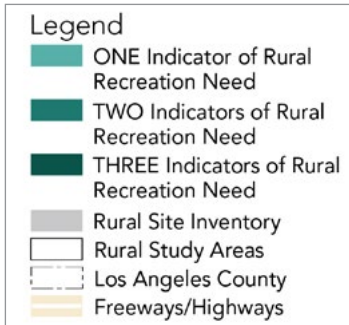 Legend
ONE Indicator of Rural
Recreation Need
TWO Indicators of Rural
Recreation Need
THREE Indicators of Rural
Recreation Need
Rural Site Inventory
Rural Study Areas
Los Angeles County
Freeways/Highways